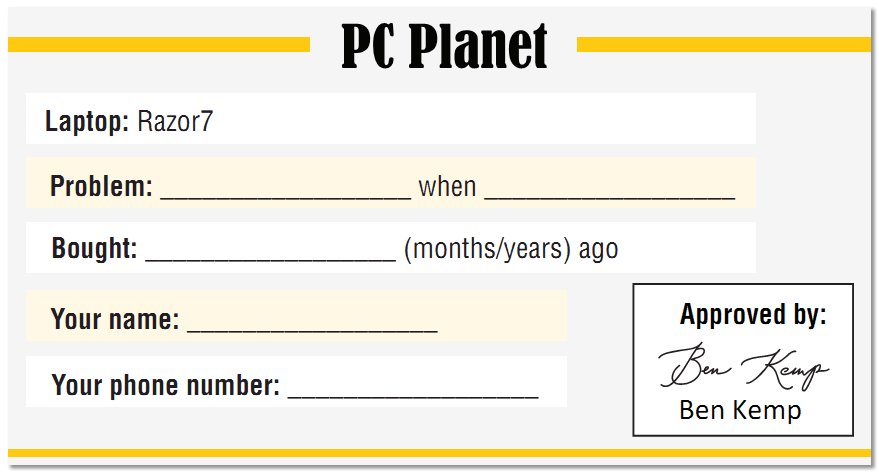 PC Planet
Laptop: Razor7
Problem: __________________ when __________________
Bought: __________________ (months/years) ago
Your name: __________________
Your phone number: __________________
Approved by:
Ben Kemp
Ben Kemp